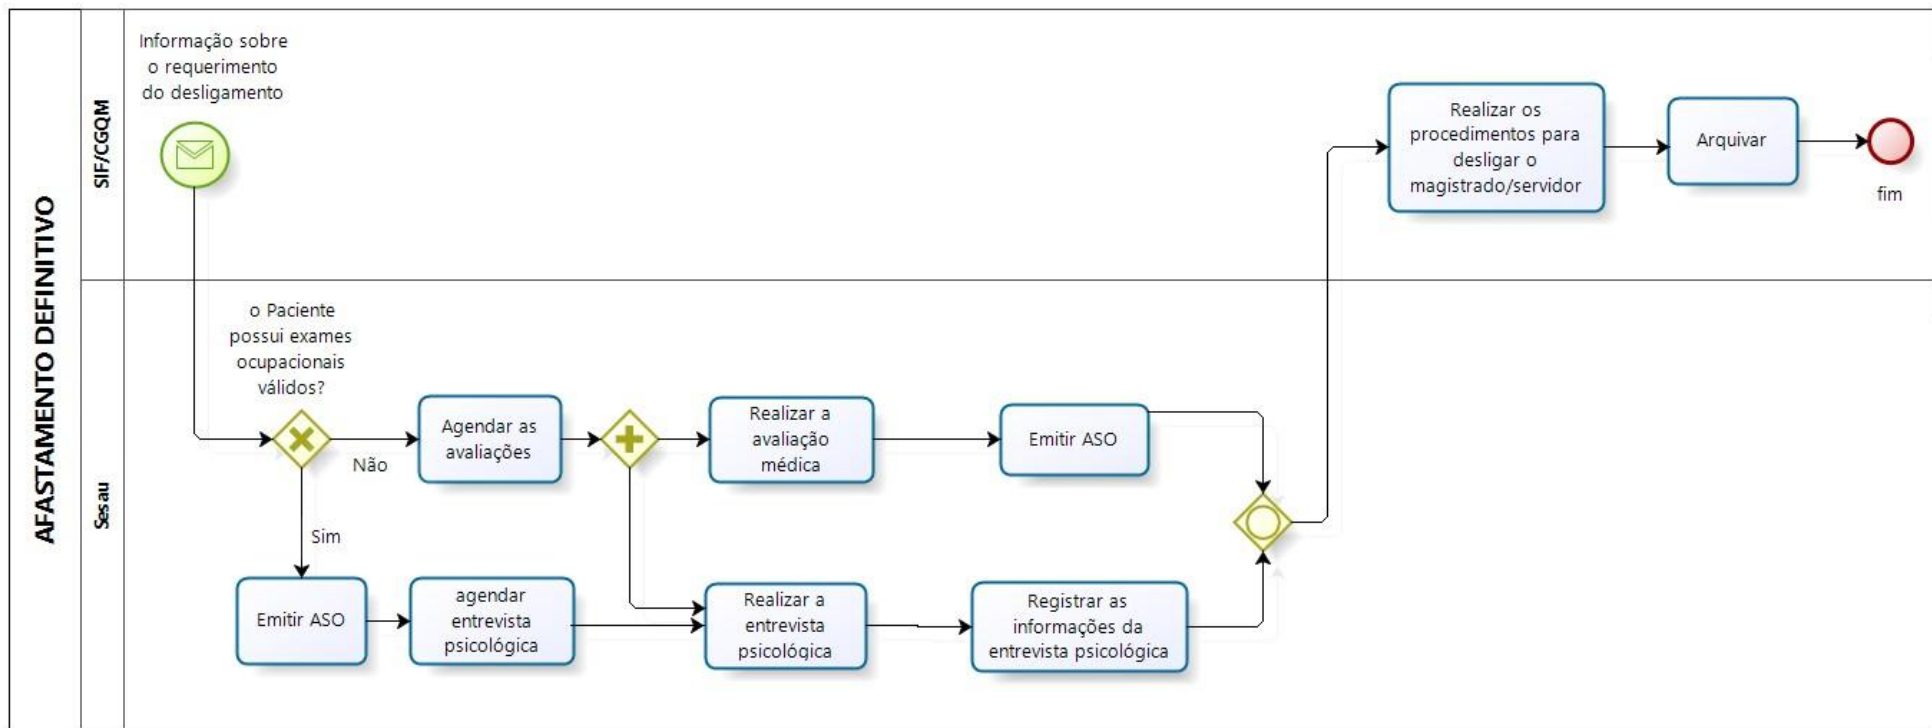 AFASTAMENTO DEFINITIVO
SIF/CGQM
Informação sobre
o requerimento
do desligamento
Realizar os
procedimentos para
desligar o
magistrado/servidor
Arquivar
fim
Sesau
o Paciente
possui exames
ocupacionais
válidos?
Não
Sim
Agendar as
avaliações
Realizar a
avaliação
médica
Emitir ASO
Emitir ASO
agendar
entrevista
psicológica
Realizar a
entrevista
psicológica
Registrar as
informações da
entrevista psicológica